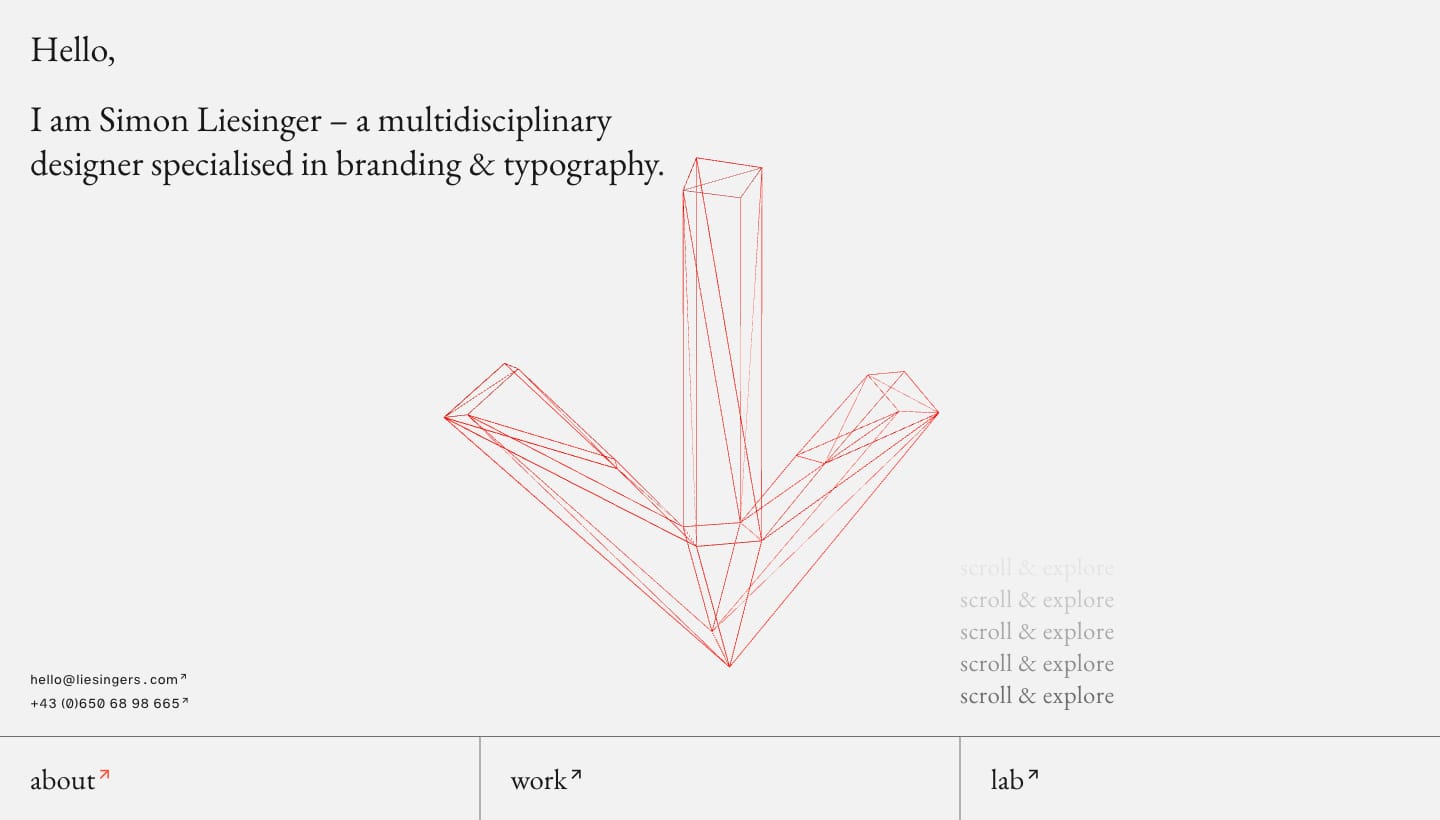 Hello,
I am Simon Liesinger – a multidisciplinary
designer specialised in branding & typography.
scroll & explore
scroll & explore
scroll & explore
scroll & explore
scroll & explore
hello@liesingers.com↗
+43 (0)650 68 98 665↗
about↗
work↗
lab↗